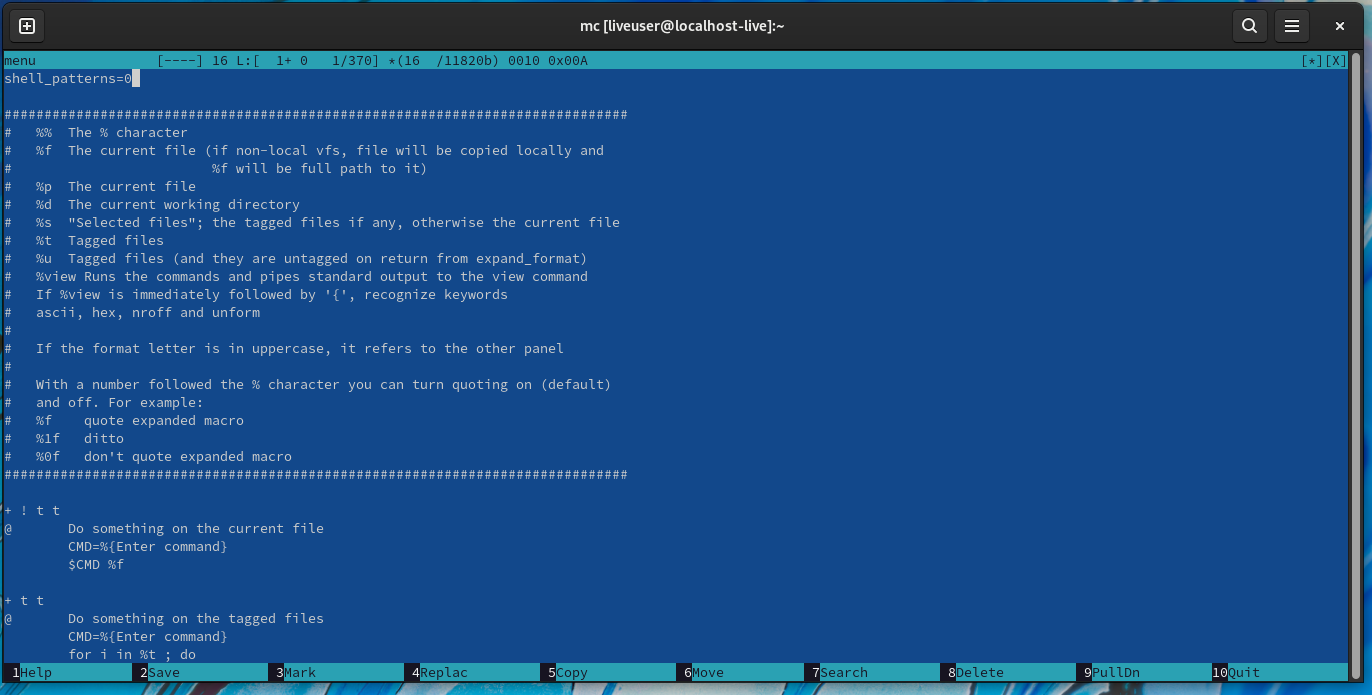 mc [liveuser@localhost-live]:~
menu [----] 16 L:[ 1+ 0 1/370] *(16 /11820b) 0010 0x00A [*][X]
shell_patterns=0
##############################################################################
# %% The % character
# %f The current file (if non-local vfs, file will be copied locally and
# %f will be full path to it)
# %p The current file
# %d The current working directory
# %s "Selected files"; the tagged files if any, otherwise the current file
# %t Tagged files
# %u Tagged files (and they are untagged on return from expand_format)
# %view Runs the commands and pipes standard output to the view command
# If %view is immediately followed by '{', recognize keywords
# ascii, hex, nroff and unform
#
# If the format letter is in uppercase, it refers to the other panel
#
# With a number followed the % character you can turn quoting on (default)
# and off. For example:
# %f quote expanded macro
# %1f ditto
# %0f don't quote expanded macro
##############################################################################
+ ! t t
@ Do something on the current file
CMD=%{Enter command}
$CMD %f
+ t t
@ Do something on the tagged files
CMD=%{Enter command}
for i in %t ; do
1Help 2Save 3Mark 4Replac 5Copy 6Move 7Search 8Delete 9PullDn 10Quit